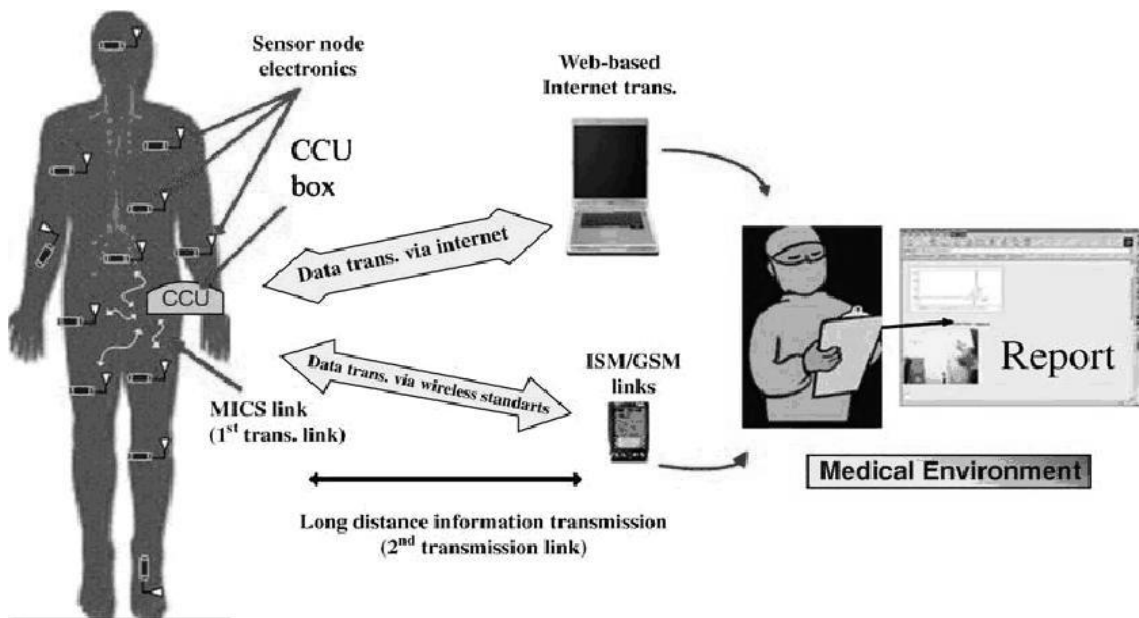 Sensor node
electronics
CCU
box
CCU
MICS link
(1st trans. link)
Web-based
Internet trans.
Data trans. via internet
Data trans. via wireless standarts
ISM/GSM
links
Long distance information transmission
(2nd transmission link)
Report
Medical Environment